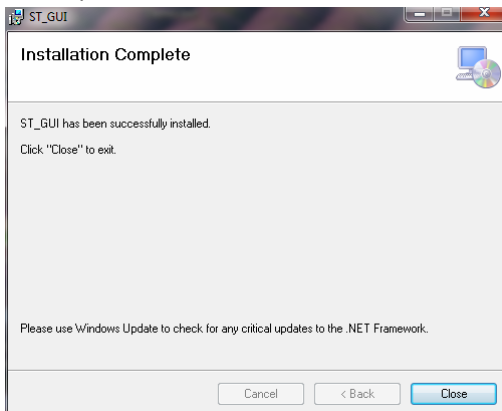 ST_GUI
Installation Complete
ST_GUI has been successfully installed.
Click "Close" to exit.
Please use Windows Update to check for any critical updates to the .NET Framework.
Cancel
< Back
Close